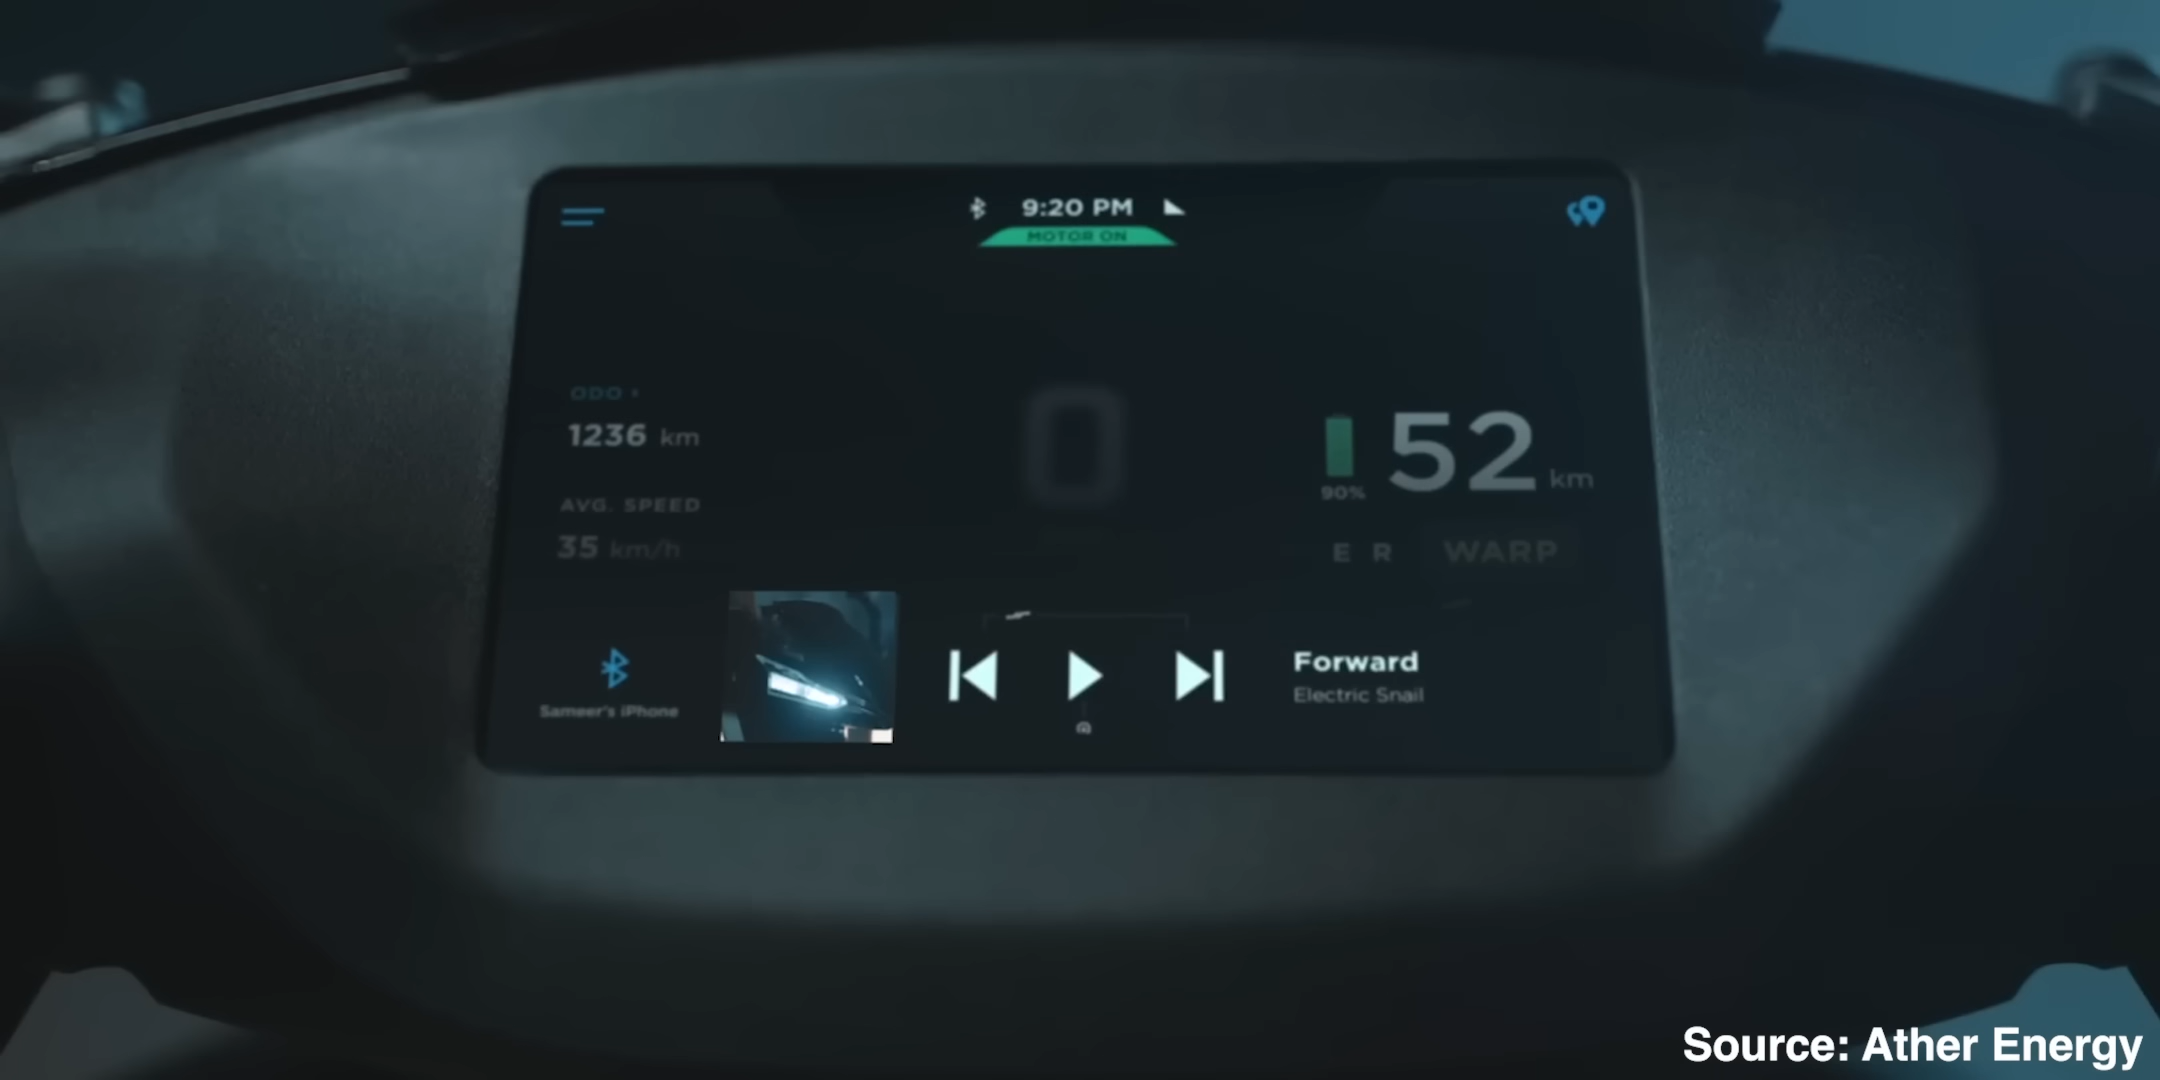 9:20 PM
MOTOR ON
ODO
1236 km
AVG. SPEED
35 km/h
0
90%
52 km
E R WARP
Sameer's iPhone
Forward
Electric Snail
Source: Ather Energy